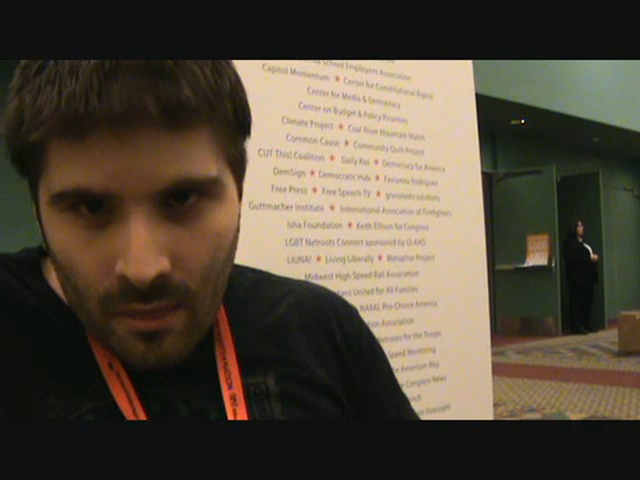 School Employees Association
Capitol Momentum ★ Center for Constitutional Rights
Center for Media & Democracy
Center on Budget & Policy Priorities
Climate Project ★ Coal River Mountain Watch
Common Cause ★ Community Quilt Project
CUT This! Coalition ★ Daily Kos ★ Democracy for America
DemSign ★ Democratic Hub ★ Favianna Rodriguez
Free Press ★ Free Speech TV ★ grassroots solutions
Guttmacher Institute ★ International Association of Firefighters
Isha Foundation ★ Keith Ellison for Congress
LGBT Netroots Connect sponsored by GLAAD
LiUNA! ★ Living Liberally ★ Metaphor Project
Midwest High Speed Rail Association
United for All Families
NARAL Pro-Choice America
Association
Netroots for the Troops
Speed Mentoring
American Way
Congress News
Oversight